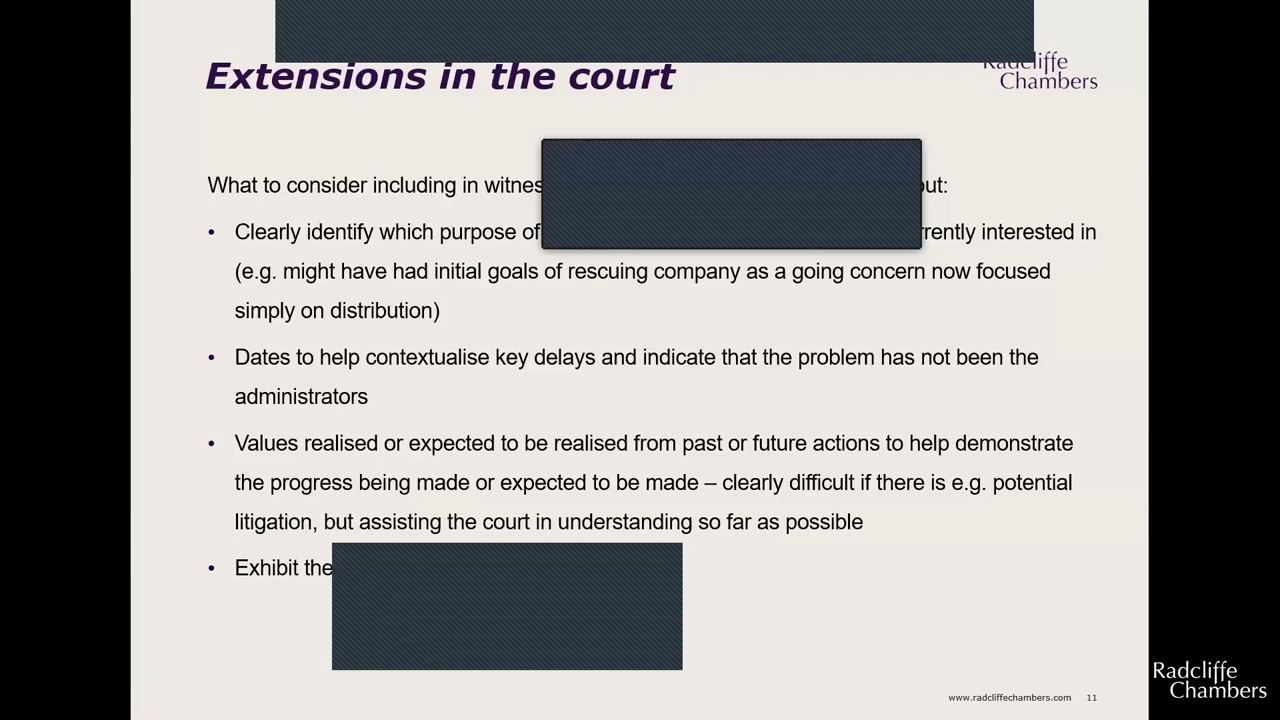 Extensions in the court
Radcliffe
Chambers
What to consider including in
• Clearly identify which purpose of interested in
(e.g. might have had initial goals of rescuing company as a going concern now focused
simply on distribution)
• Dates to help contextualise key delays and indicate that the problem has not been the
administrators
• Values realised or expected to be realised from past or future actions to help demonstrate
the progress being made or expected to be made – clearly difficult if there is e.g. potential
litigation, but assisting the court in understanding so far as possible
• Exhibit the
www.radcliffechambers.com 11
Radcliffe
Chambers